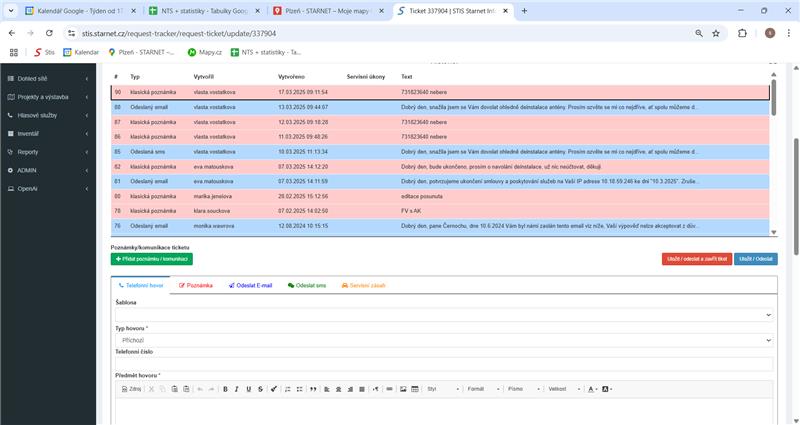 Kalendář Google - Týden od 17
NTS + statistiky - Tabulky Goog
Plzeň - STARNET – Moje mapy
Ticket 337904 | STIS Starnet Inf
stis.starnet.cz/request-tracker/request-ticket/update/337904
Stis
Kalendar
Plzeň - STARNET –...
Mapy.cz
NTS + statistiky - Ta...
Dohled sítě
Projekty a výstavba
Hlasové služby
Inventář
Reporty
ADMIN
OpenAi
# Typ Vytvořil Vytvořeno Servisní úkony Text
90 klasická poznámka vlasta.vostatkova 17.03.2025 09:11:54 731823640 nebere
88 Odeslaný email vlasta.vostatkova 13.03.2025 09:44:07 Dobrý den, snažila jsem se Vám dovolat ohledně deinstalace antény. Prosím ozvěte se mi co nejdříve, ať spolu můžeme d...
87 klasická poznámka vlasta.vostatkova 12.03.2025 09:18:28 731823640 nebere
86 klasická poznámka vlasta.vostatkova 11.03.2025 09:48:26 731823640 nebere
85 Odeslaná sms vlasta.vostatkova 10.03.2025 11:13:34 Dobrý den, snažila jsem se Vám dovolat ohledně deinstalace antény. Prosím ozvěte se mi co nejdříve, ať spolu můžeme d...
82 klasická poznámka eva.matouskova 07.03.2025 14:12:20 Dobrý den, bude ukončeno, prosím o navolání deinstalace, už nic neúčtovat, děkuji
81 Odeslaný email eva.matouskova 07.03.2025 14:11:59 Dobrý den, potvrzujeme ukončení smlouvy a poskytování služeb na Vaší IP adrese 10.18.59.246 ke dni "10.3.2025". Zruše...
80 klasická poznámka marika.jenelova 28.02.2025 15:12:56 editace posunuta
78 klasická poznámka klara.souckova 07.02.2025 14:02:50 FV s AK
76 Odeslaný email monika.wavrova 12.08.2024 10:15:15 Dobrý den, pane Černochu, dne 10.6.2024 Vám byl námi zaslán tento email viz níže, Vaší výpověď nelze akceptovat z dův...
Poznámky/komunikace ticketu
Přidat poznámku / komunikaci
Uložit / odeslat a zavřít tiket
Uložit / Odeslat
Telefonní hovor
Poznámka
Odeslat E-mail
Odeslat sms
Servisní zásah
Šablona
Typ hovoru *
Příchozí
Telefonní číslo
Předmět hovoru *
Zdroj
B I U S
Styl
Formát
Písmo
Velikost
A
A